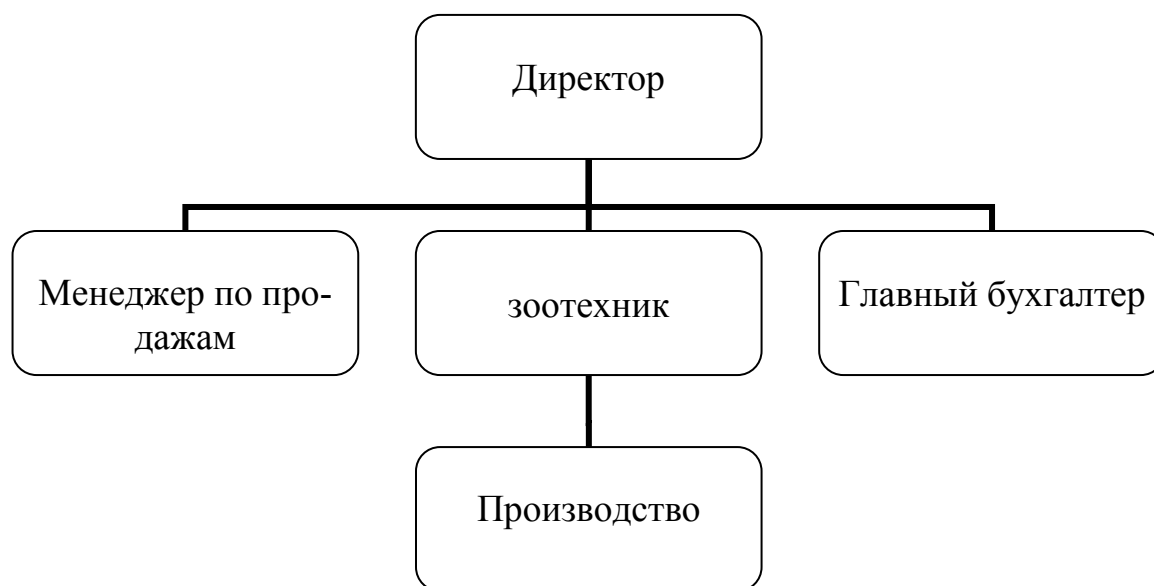 Директор
Менеджер по про-
дажам
зоотехник
Главный бухгалтер
Производство